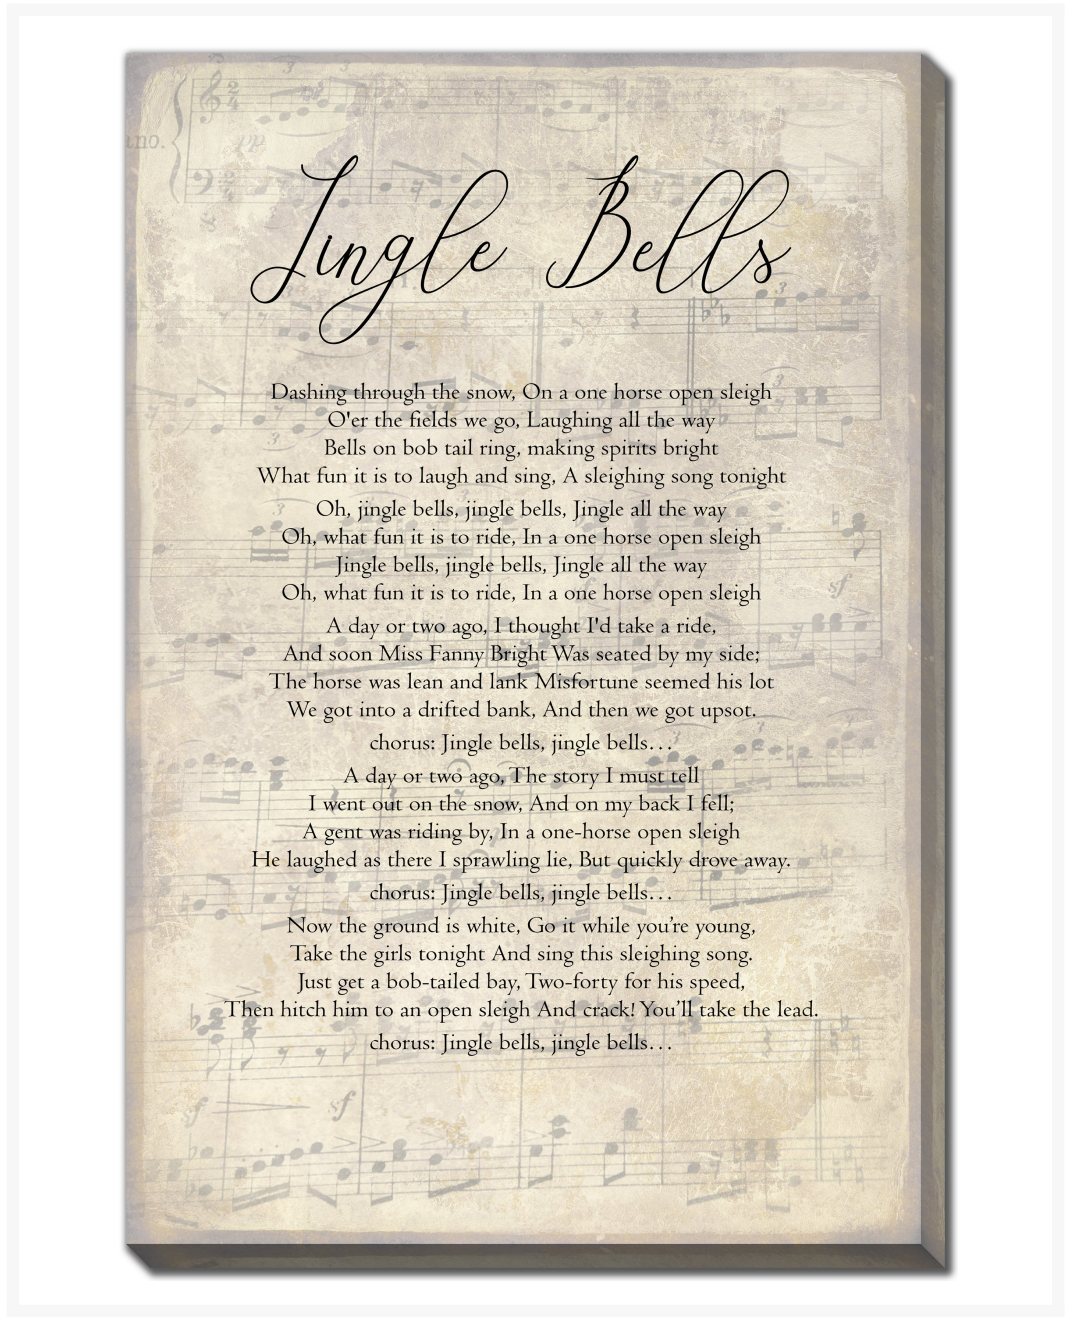 Jingle Bells
Dashing through the snow, On a one horse open sleigh
O'er the fields we go, Laughing all the way
Bells on bob tail ring, making spirits bright
What fun it is to laugh and sing, A sleighing song tonight
Oh, jingle bells, jingle bells, Jingle all the way
Oh, what fun it is to ride, In a one horse open sleigh
Jingle bells, jingle bells, Jingle all the way
Oh, what fun it is to ride, In a one horse open sleigh
A day or two ago, I thought I'd take a ride,
And soon Miss Fanny Bright Was seated by my side;
The horse was lean and lank Misfortune seemed his lot
We got into a drifted bank, And then we got upsot.
chorus: Jingle bells, jingle bells…
A day or two ago, The story I must tell
I went out on the snow, And on my back I fell;
A gent was riding by, In a one-horse open sleigh
He laughed as there I sprawling lie, But quickly drove away.
chorus: Jingle bells, jingle bells…
Now the ground is white, Go it while you’re young,
Take the girls tonight And sing this sleighing song.
Just get a bob-tailed bay, Two-forty for his speed,
Then hitch him to an open sleigh And crack! You’ll take the lead.
chorus: Jingle bells, jingle bells…